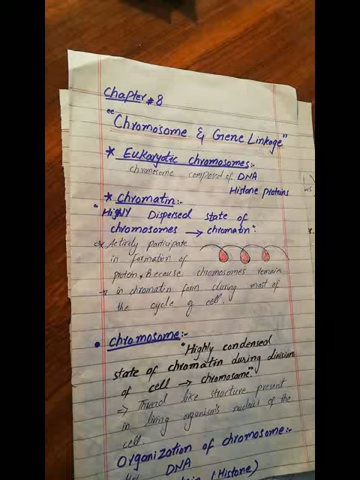 Chapter # 8
"Chromosome & Gene Linkage"
* Eukaryotic chromosomes:-
chromosome composed of DNA
Histone proteins
* chromatin:-
• Highly Dispersed state of
chromosomes → chromatin"
* Activly participate
in formation of
protein. Because chromosomes remain
→ in chromatin form during most of
the cycle of cell.
• chromosome:-
"Highly condensed
state of chromatin during division
of cell → chromosome"
→ Thread like structure present
in living organism's nucleus of the
cell.
Organization of chromosome:-
DNA
(Histone)